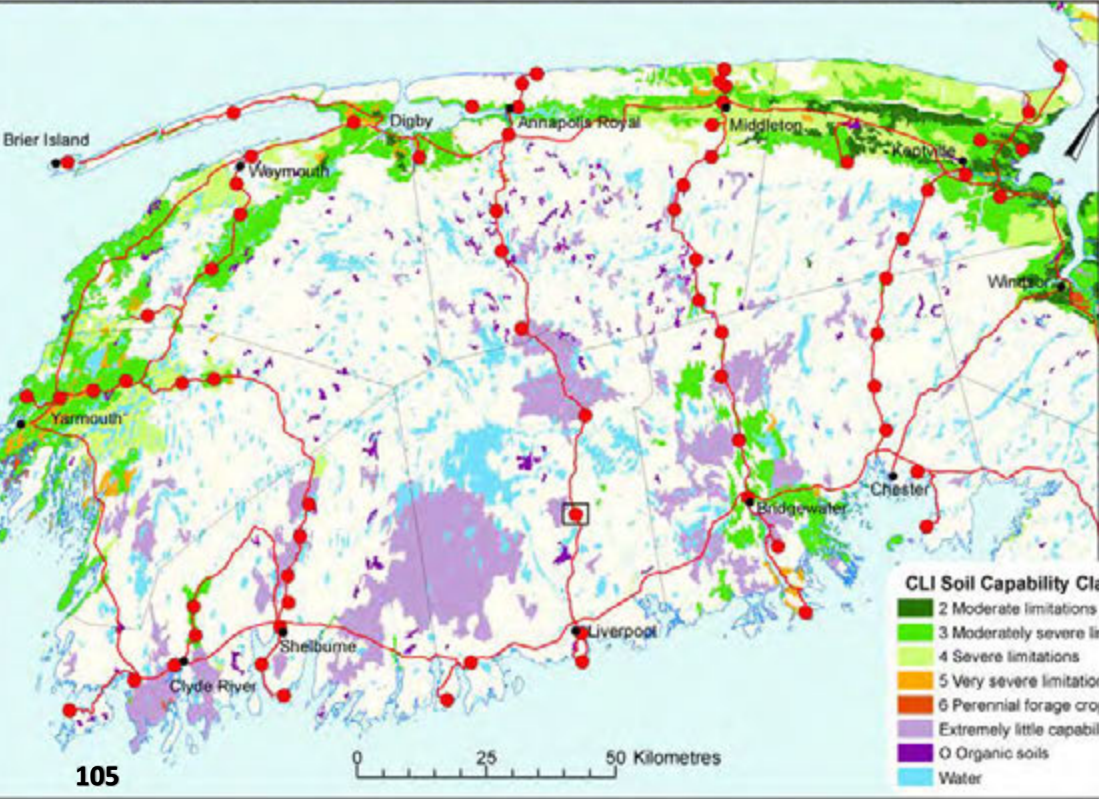 Brier Island
Digby
Annapolis Royal
Middleton
Kentville
Weymouth
Windsor
Yarmouth
Chester
Bridgewater
Liverpool
Shelburne
Clyde River
CLI Soil Capability Cla
2 Moderate limitations
3 Moderately severe li
4 Severe limitations
5 Very severe limitatio
6 Perennial forage cro
Extremely little capabil
O Organic soils
Water
0 25 50 Kilometres
105